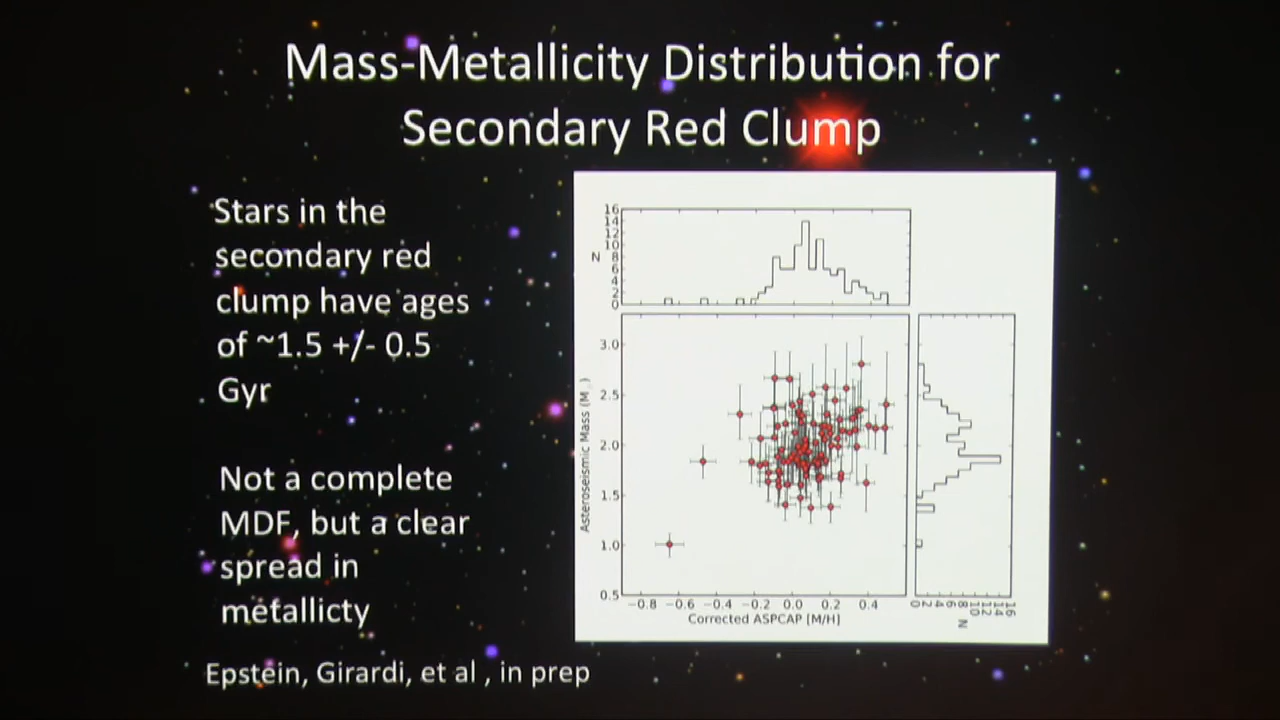 Mass-Metallicity Distribution for
Secondary Red Clump
Stars in the
secondary red
clump have ages
of ~1.5 +/- 0.5
Gyr
Not a complete
MDF, but a clear
spread in
metallicty
Epstein, Girardi, et al , in prep
16
14
12
10
8
6
4
2
0
N
3.0
2.5
2.0
1.5
1.0
0.5
Asteroseismic Mass (M )
−0.8 −0.6 −0.4 −0.2 0.0 0.2 0.4
Corrected ASPCAP [M/H]
0 2 4 6 8 10 12 14 16
N